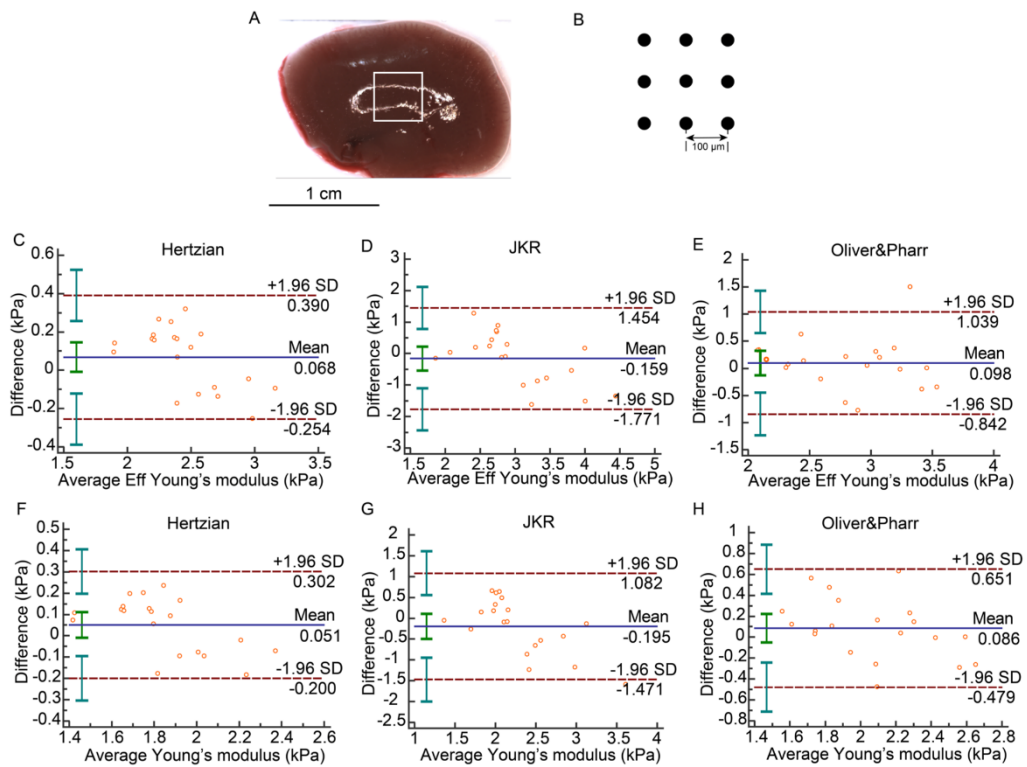 A
B
1 cm
100 µm
C
Hertzian
0.6
0.4
0.2
0
-0.2
-0.4
Difference (kPa)
+1.96 SD
0.390
Mean
0.068
-1.96 SD
-0.254
1.5 2 2.5 3 3.5
Average Eff Young's modulus (kPa)
D
JKR
3
2
1
0
-1
-2
-3
Difference (kPa)
+1.96 SD
1.454
Mean
-0.159
-1.96 SD
-1.771
2 2.5 3 3.5 4 4.5 5
Average Eff Young's modulus (kPa)
E
Oliver&Pharr
2
1.5
1
0.5
0
-0.5
-1
-1.5
Difference (kPa)
+1.96 SD
1.039
Mean
0.098
-1.96 SD
-0.842
2 2.5 3 3.5 4
Average Eff Young's modulus (kPa)
F
Hertzian
0.5
0.4
0.3
0.2
0.1
0
-0.1
-0.2
-0.3
-0.4
Difference (kPa)
+1.96 SD
0.302
Mean
0.051
-1.96 SD
-0.200
1.4 1.6 1.8 2 2.2 2.4 2.6
Average Young's modulus (kPa)
G
JKR
2
1.5
1
0.5
0
-0.5
-1
-1.5
-2
-2.5
Difference (kPa)
+1.96 SD
1.082
Mean
-0.195
-1.96 SD
-1.471
1 1.5 2 2.5 3 3.5 4
Average Young's modulus (kPa)
H
Oliver&Pharr
1
0.8
0.6
0.4
0.2
0
-0.2
-0.4
-0.6
-0.8
Difference (kPa)
+1.96 SD
0.651
Mean
0.086
-1.96 SD
-0.479
1.4 1.6 1.8 2 2.2 2.4 2.6 2.8
Average Young's modulus (kPa)